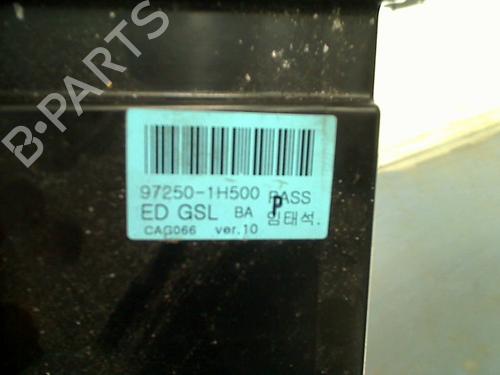 B-PARTS
97250-1H500 PASS
ED GSL BA P 임태석.
CAG066 ver.10